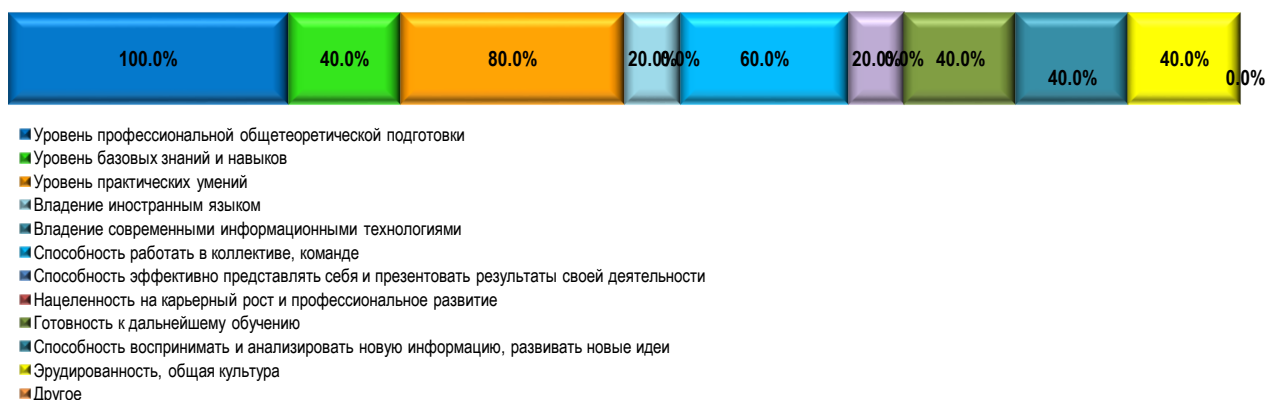 100.0% 40.0% 80.0% 20.0% 0.0% 60.0% 20.0% 0.0% 40.0% 40.0% 40.0% 0.0%
Уровень профессиональной общетеоретической подготовки
Уровень базовых знаний и навыков
Уровень практических умений
Владение иностранным языком
Владение современными информационными технологиями
Способность работать в коллективе, команде
Способность эффективно представлять себя и презентовать результаты своей деятельности
Нацеленность на карьерный рост и профессиональное развитие
Готовность к дальнейшему обучению
Способность воспринимать и анализировать новую информацию, развивать новые идеи
Эрудированность, общая культура
Другое